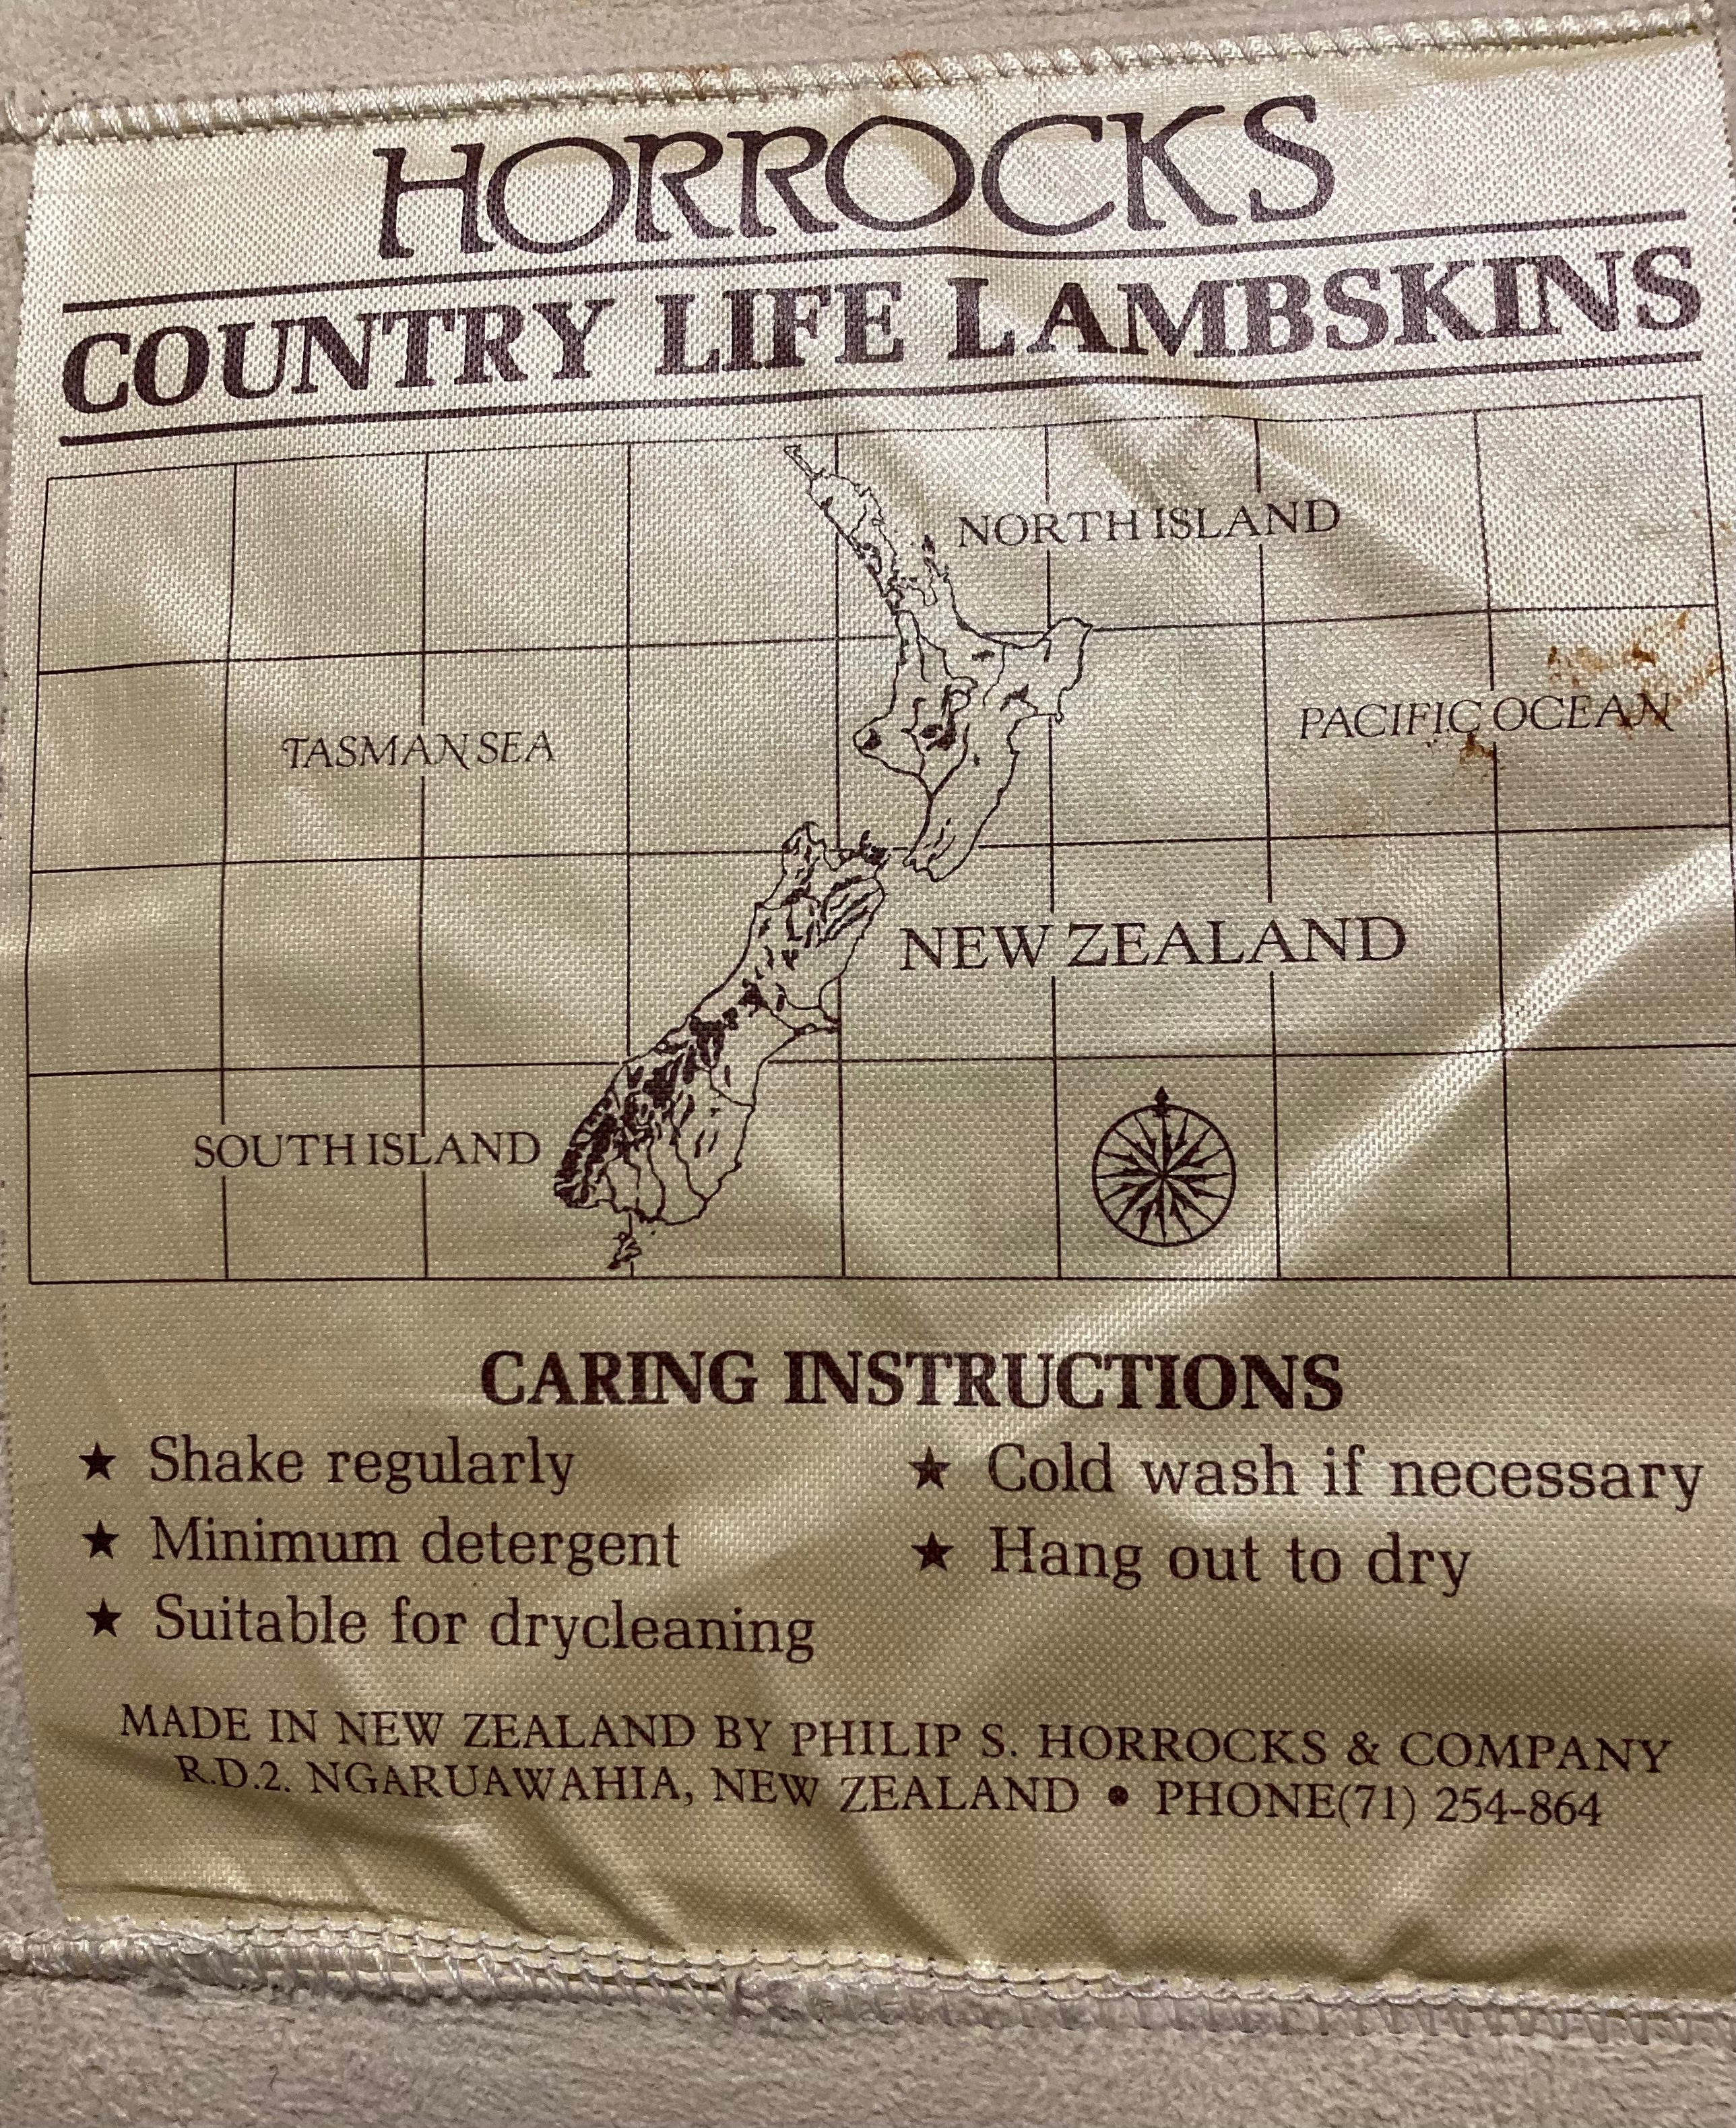 HORROCKS
COUNTRY LIFE LAMBSKINS
NORTH ISLAND
TASMAN SEA
PACIFIC OCEAN
NEW ZEALAND
SOUTH ISLAND
CARING INSTRUCTIONS
★ Shake regularly
★ Cold wash if necessary
★ Minimum detergent
★ Hang out to dry
★ Suitable for drycleaning
MADE IN NEW ZEALAND BY PHILIP S. HORROCKS & COMPANY
R.D.2. NGARUAWAHIA, NEW ZEALAND • PHONE(71) 254-864